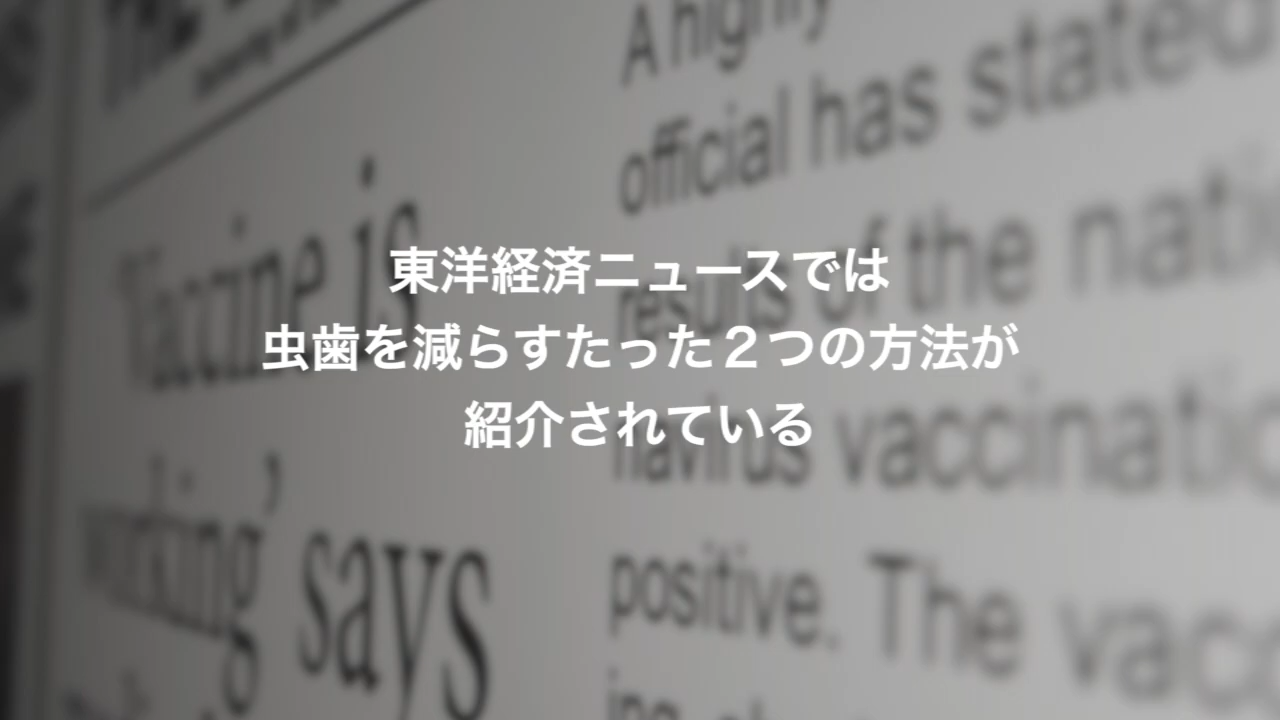 A highly
official has stated
results of the nati
vaccinatio
positive. The vacc
Vaccine is
working' says
東洋経済ニュースでは
虫歯を減らすたった２つの方法が
紹介されている